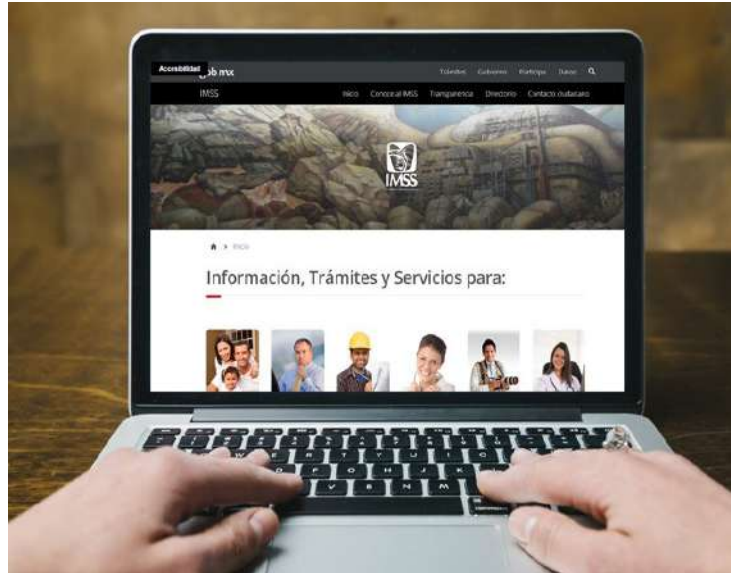 Accesibilidad
gob mx
Trámites Gobierno Participa Datos
IMSS
Inicio Conoce al IMSS Transparencia Directorio Contacto ciudadano
IMSS
Inicio
Información, Trámites y Servicios para: